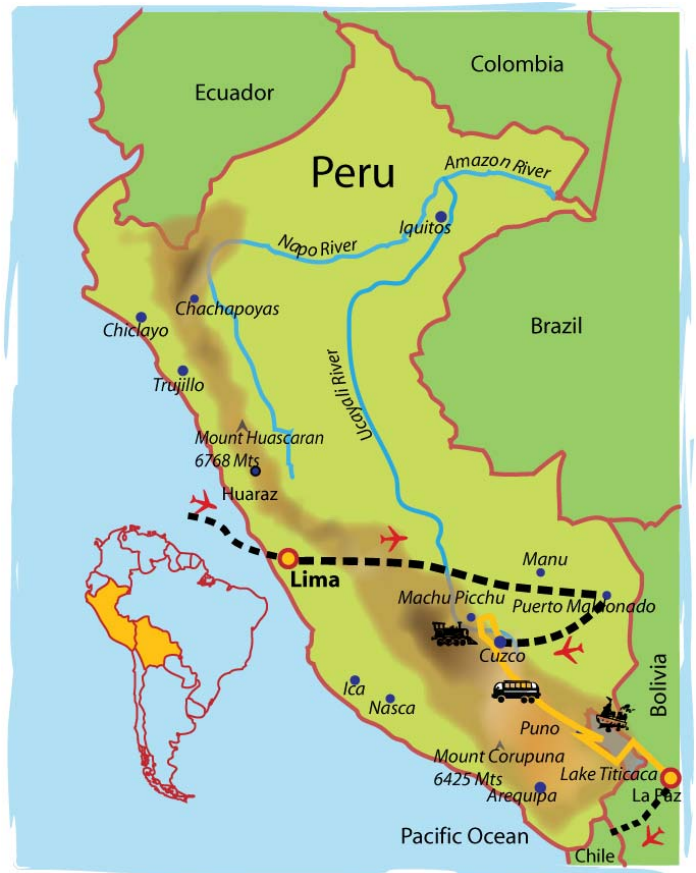 Colombia
Ecuador
Peru
Amazon River
Iquitos
Napo River
Chachapoyas
Chiclayo
Brazil
Trujillo
Ucayali River
Mount Huascaran
6768 Mts
Huaraz
Lima
Manu
Machu Picchu
Puerto Maldonado
Cuzco
Ica
Nasca
Bolivia
Puno
Mount Corupuna
6425 Mts
Lake Titicaca
Arequipa
La Paz
Pacific Ocean
Chile